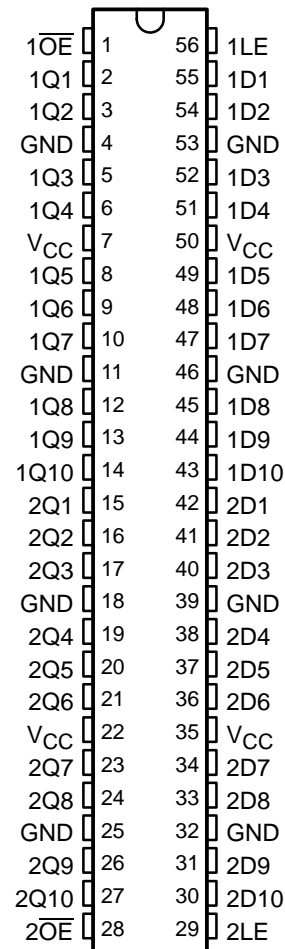 1O̅E̅ 1 56 1LE
1Q1 2 55 1D1
1Q2 3 54 1D2
GND 4 53 GND
1Q3 5 52 1D3
1Q4 6 51 1D4
VCC 7 50 VCC
1Q5 8 49 1D5
1Q6 9 48 1D6
1Q7 10 47 1D7
GND 11 46 GND
1Q8 12 45 1D8
1Q9 13 44 1D9
1Q10 14 43 1D10
2Q1 15 42 2D1
2Q2 16 41 2D2
2Q3 17 40 2D3
GND 18 39 GND
2Q4 19 38 2D4
2Q5 20 37 2D5
2Q6 21 36 2D6
VCC 22 35 VCC
2Q7 23 34 2D7
2Q8 24 33 2D8
GND 25 32 GND
2Q9 26 31 2D9
2Q10 27 30 2D10
2O̅E̅ 28 29 2LE